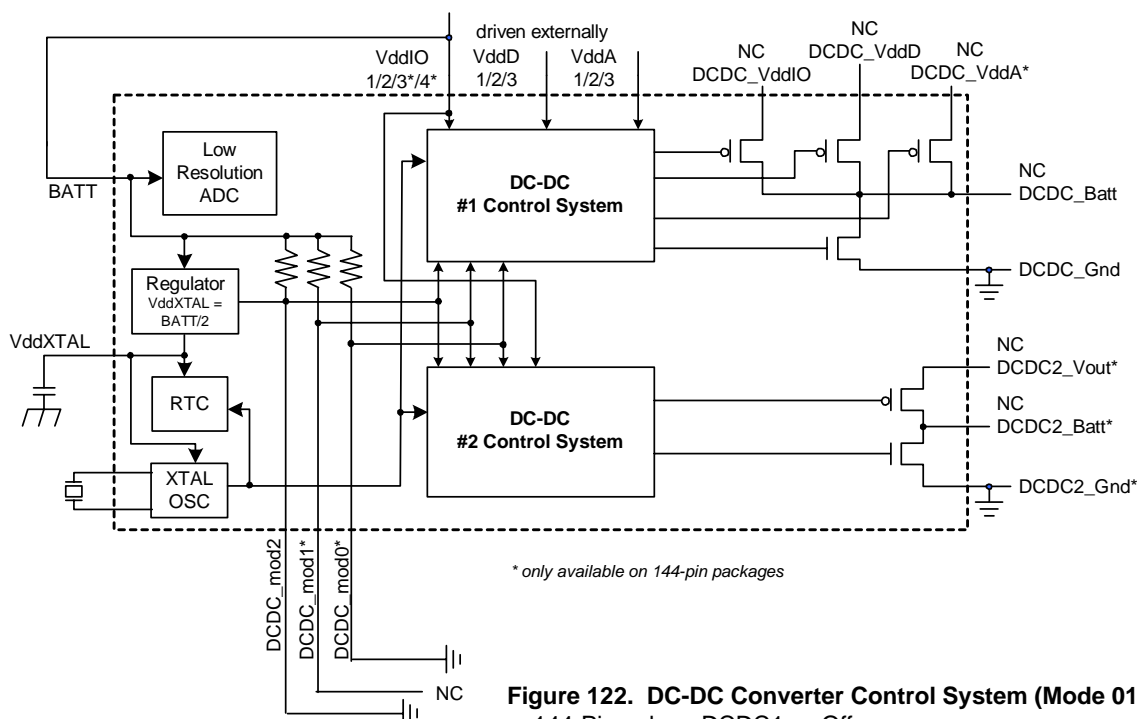 driven externally
VddIO
1/2/3*/4*
VddD
1/2/3
VddA
1/2/3
NC
DCDC_VddIO
NC
DCDC_VddD
NC
DCDC_VddA*
Low
Resolution
ADC
BATT
DC-DC
#1 Control System
NC
DCDC_Batt
DCDC_Gnd
Regulator
VddXTAL =
BATT/2
VddXTAL
RTC
XTAL
OSC
DC-DC
#2 Control System
NC
DCDC2_Vout*
NC
DCDC2_Batt*
DCDC2_Gnd*
DCDC_mod2
DCDC_mod1*
DCDC_mod0*
* only available on 144-pin packages
NC
Figure 122. DC-DC Converter Control System (Mode 01